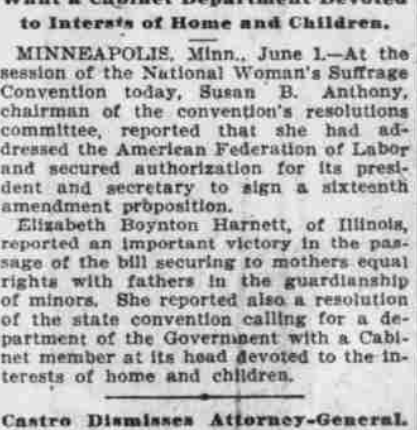 Want a Cabinet Department Devoted
to Intersts of Home and Children.
MINNEAPOLIS, Minn., June 1.—At the
session of the National Woman's Suffrage
Convention today, Susan B. Anthony,
chairman of the convention's resolutions
committee, reported that she had ad-
dressed the American Federation of Labor
and secured authorization for its presi-
dent and secretary to sign a sixteenth
amendment proposition.
Elizabeth Boynton Harnett, of Illinois,
reported an important victory in the pas-
sage of the bill securing to mothers equal
rights with fathers in the guardianship
of minors. She reported also a resolution
of the state convention calling for a de-
partment of the Government with a Cabi-
net member at its head devoted to the in-
terests of home and children.
Castro Dismisses Attorney-General.